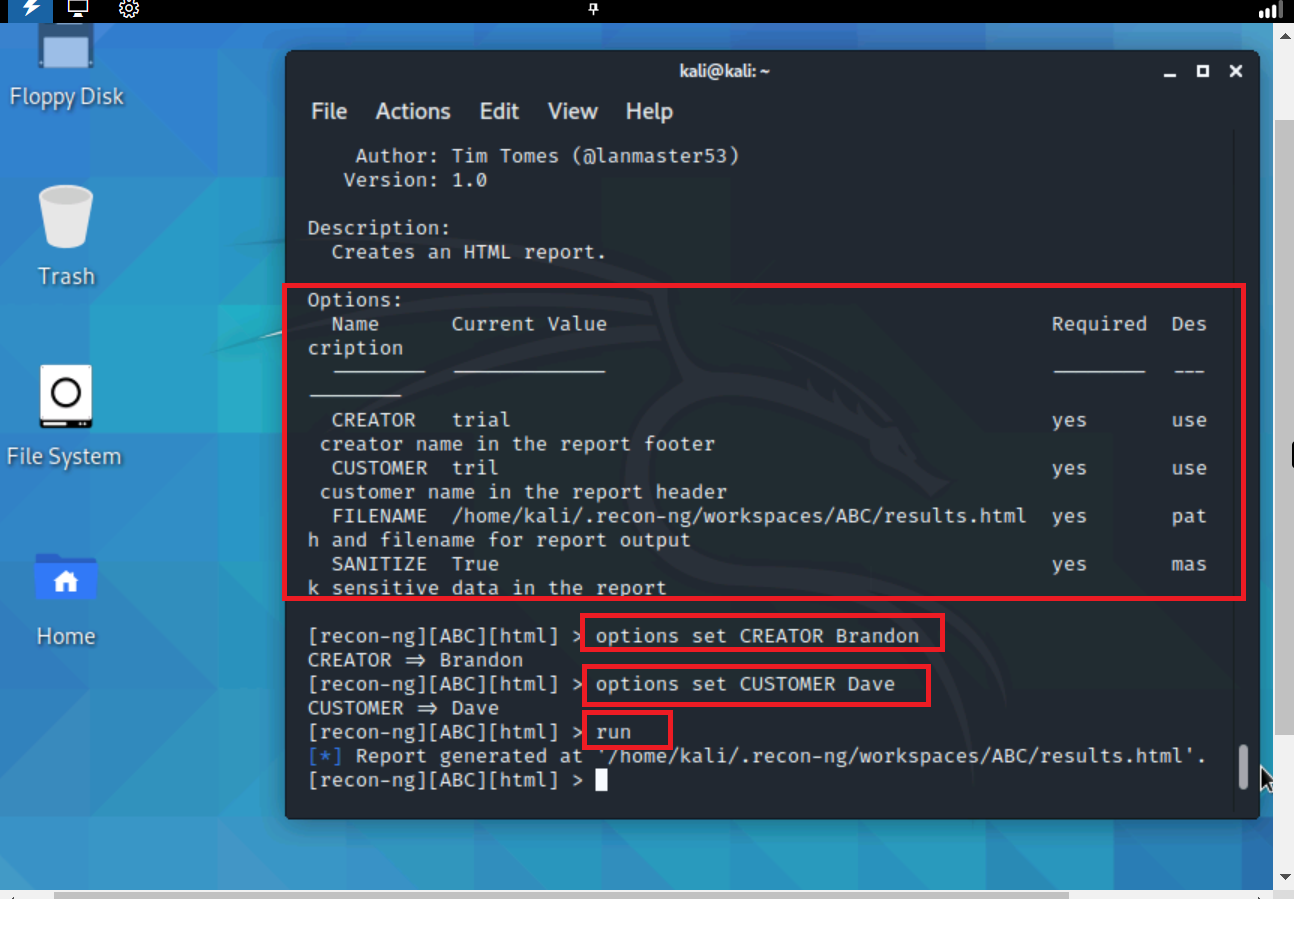 Floppy Disk
Trash
File System
Home
kali@kali: ~
File Actions Edit View Help
Author: Tim Tomes (@lanmaster53)
Version: 1.0
Description:
Creates an HTML report.
Options:
Name Current Value Required Des
cription
CREATOR trial yes use
creator name in the report footer
CUSTOMER tril yes use
customer name in the report header
FILENAME /home/kali/.recon-ng/workspaces/ABC/results.html yes pat
h and filename for report output
SANITIZE True yes mas
k sensitive data in the report
[recon-ng][ABC][html] > options set CREATOR Brandon
CREATOR => Brandon
[recon-ng][ABC][html] > options set CUSTOMER Dave
CUSTOMER => Dave
[recon-ng][ABC][html] > run
[*] Report generated at '/home/kali/.recon-ng/workspaces/ABC/results.html'.
[recon-ng][ABC][html] >